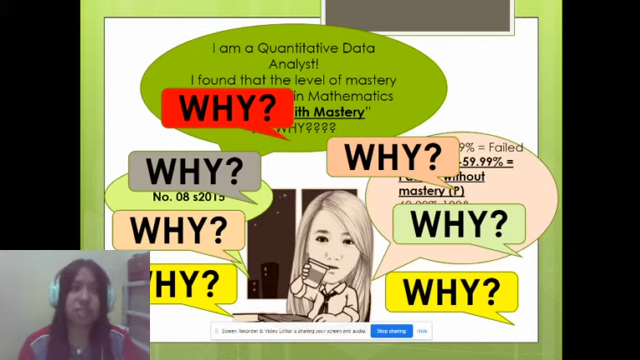 I am a Quantitative Data
Analyst!
I found that the level of mastery
in Mathematics
With Mastery"
WHY????
WHY?
9% = Failed
-59.99% =
without
mastery (P)
WHY?
WHY?
No. 08 s2015
WHY?
WHY?
WHY?
WHY?
Screen Recorder & Video Editor is sharing your screen and audio.
Stop sharing
Hide